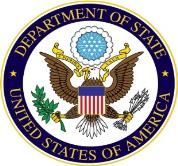 DEPARTMENT OF STATE
UNITED STATES OF AMERICA